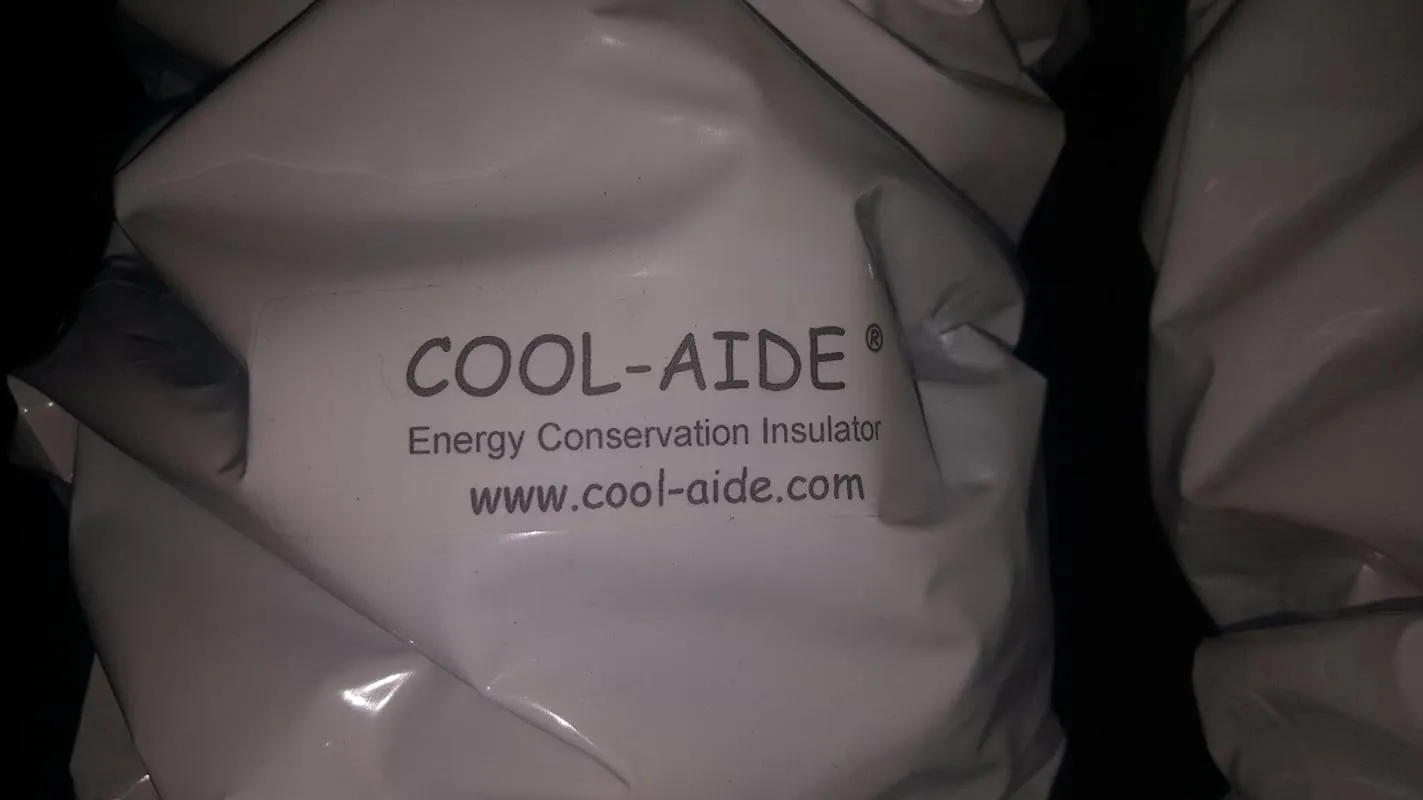 COOL-AIDE ®
Energy Conservation Insulator
www.cool-aide.com